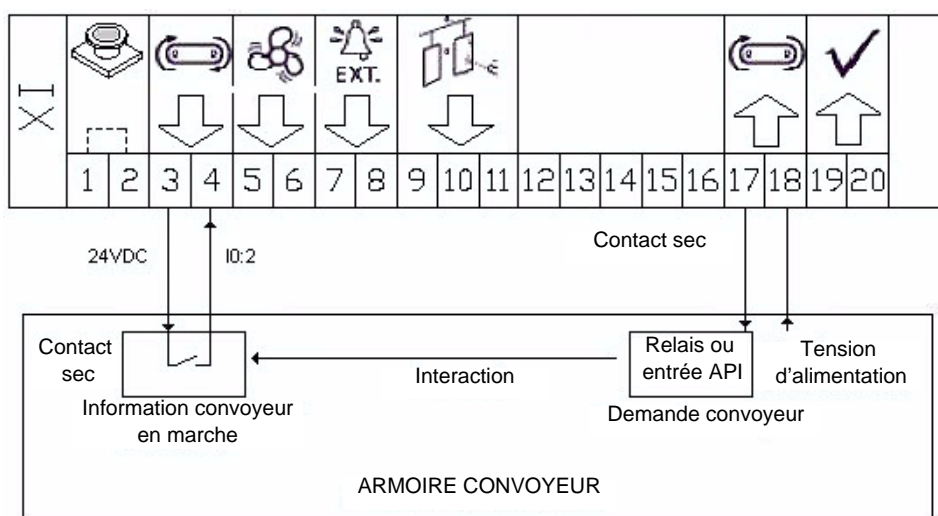 EXT.
XI
1 2 3 4 5 6 7 8 9 10 11 12 13 14 15 16 17 18 19 20
24VDC
I0:2
Contact sec
Contact
sec
Information convoyeur
en marche
Interaction
Relais ou
entrée API
Demande convoyeur
Tension
d'alimentation
ARMOIRE CONVOYEUR